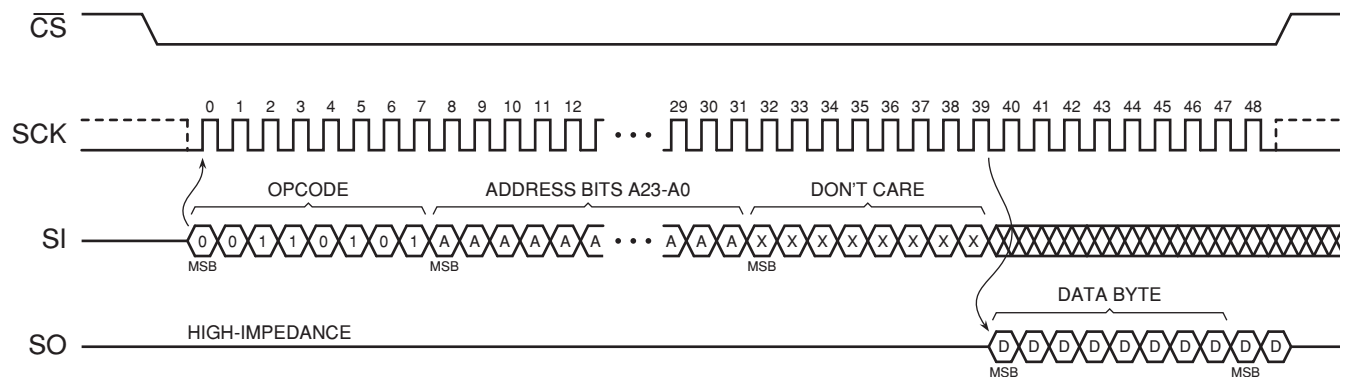 C̅S̅
SCK
0 1 2 3 4 5 6 7 8 9 10 11 12 29 30 31 32 33 34 35 36 37 38 39 40 41 42 43 44 45 46 47 48
OPCODE ADDRESS BITS A23-A0 DON'T CARE
SI 0 0 1 1 0 1 0 1 A A A A A A A A A X X X X X X X X
MSB MSB MSB
DATA BYTE
SO HIGH-IMPEDANCE D D D D D D D D D D
MSB MSB